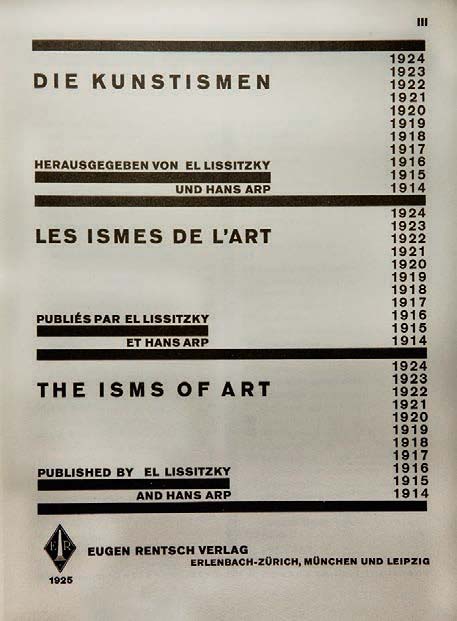 III
1924
1923
DIE KUNSTISMEN 1922
1921
1920
1919
1918
1917
HERAUSGEGEBEN VON EL LISSITZKY 1916
1915
UND HANS ARP 1914
1924
1923
LES ISMES DE L'ART 1922
1921
1920
1919
1918
1917
PUBLIÉS PAR EL LISSITZKY 1916
1915
ET HANS ARP 1914
1924
1923
THE ISMS OF ART 1922
1921
1920
1919
1918
1917
PUBLISHED BY EL LISSITZKY 1916
1915
AND HANS ARP 1914
E R
EUGEN RENTSCH VERLAG
ERLENBACH-ZÜRICH, MÜNCHEN UND LEIPZIG
1925